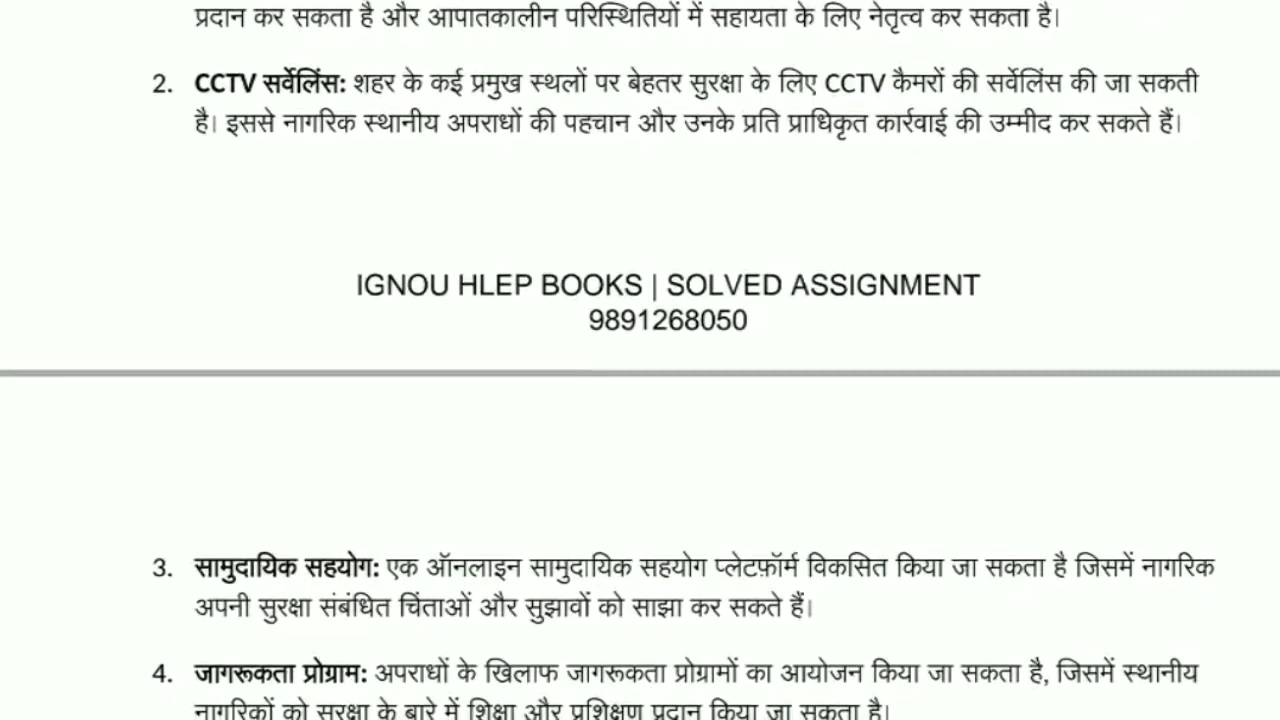 प्रदान कर सकता है और आपातकालीन परिस्थितियों में सहायता के लिए नेतृत्व कर सकता है।
2. CCTV सर्वेलिंस: शहर के कई प्रमुख स्थलों पर बेहतर सुरक्षा के लिए CCTV कैमरों की सर्वेलिंस की जा सकती
है। इससे नागरिक स्थानीय अपराधों की पहचान और उनके प्रति प्राधिकृत कार्रवाई की उम्मीद कर सकते हैं।
IGNOU HLEP BOOKS | SOLVED ASSIGNMENT
9891268050
3. सामुदायिक सहयोग: एक ऑनलाइन सामुदायिक सहयोग प्लेटफ़ॉर्म विकसित किया जा सकता है जिसमें नागरिक
अपनी सुरक्षा संबंधित चिंताओं और सुझावों को साझा कर सकते हैं।
4. जागरूकता प्रोग्राम: अपराधों के खिलाफ जागरूकता प्रोग्रामों का आयोजन किया जा सकता है, जिसमें स्थानीय
नागरिकों को सुरक्षा के बारे में शिक्षा और प्रशिक्षण प्रदान किया जा सकता है।